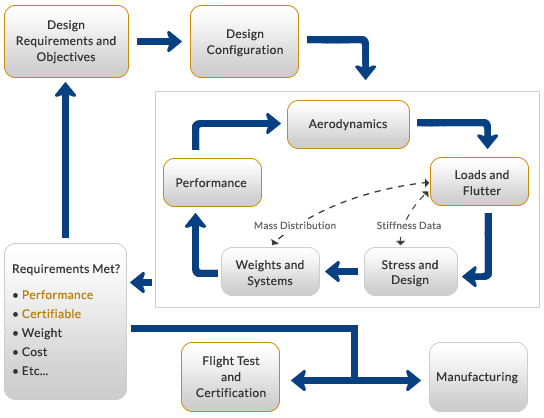 Design
Requirements and
Objectives
Design
Configuration
Aerodynamics
Performance
Loads and
Flutter
Mass Distribution
Stiffness Data
Weights and
Systems
Stress and
Design
Requirements Met?
• Performance
• Certifiable
• Weight
• Cost
• Etc...
Flight Test
and
Certification
Manufacturing